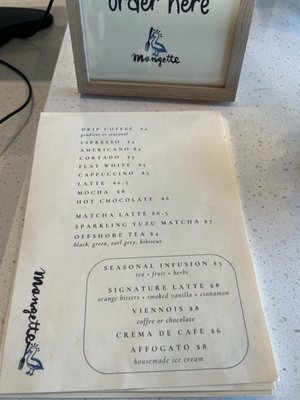 order here
Mangette
DRIP COFFEE $4
gradient or seasonal
ESPRESSO $4
AMERICANO $4
CORTADO $5
FLAT WHITE $5
CAPPUCCINO $5
LATTE $6.5
MOCHA $8
HOT CHOCOLATE $6
MATCHA LATTE $6.5
SPARKLING YUZU MATCHA $7
OFFSHORE TEA $4
black, green, earl grey, hibiscus
SEASONAL INFUSION $5
tea + fruit + herbs
SIGNATURE LATTE $8
orange bitters + smoked vanilla + cinnamon
VIENNOIS $8
coffee or chocolate
CREMA DE CAFE $6
AFFOGATO $8
housemade ice cream
Mangette